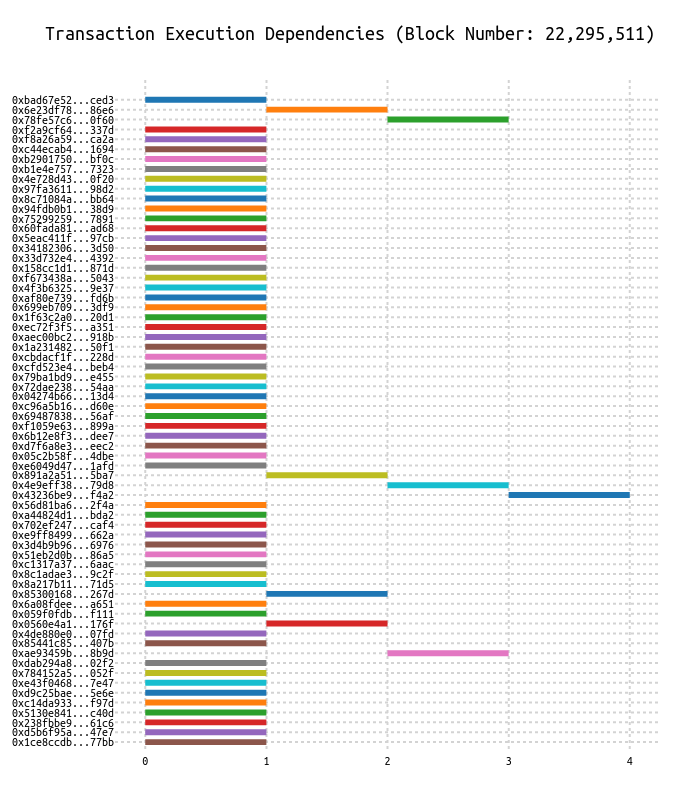 Transaction Execution Dependencies (Block Number: 22,295,511)
0xbad67e52...ced3
0x6e23df78...86e6
0x78fe57c6...0f60
0xf2a9cf64...337d
0xf8a26a59...ca2a
0xc44ecab4...1694
0xb2901750...bf0c
0xb1e4e757...7323
0x4e728d43...0f20
0x97fa3611...98d2
0x8c71084a...bb64
0x94fdb0b1...38d9
0x75299259...7891
0x60fada81...ad68
0x5eac411f...97cb
0x34182306...3d50
0x33d732e4...4392
0x158cc1d1...871d
0xf673438a...5043
0x4f3b6325...9e37
0xaf80e739...fd6b
0x699eb709...3df9
0x1f63c2a0...20d1
0xec72f3f5...a351
0xaec00bc2...918b
0x1a231482...50f1
0xcbdacf1f...228d
0xcfd523e4...beb4
0x79ba1bd9...e455
0x72dae238...54aa
0x04274b66...13d4
0xc96a5b16...d60e
0x69487838...56af
0xf1059e63...899a
0x6b12e8f3...dee7
0xd7f6a8e3...eec2
0x05c2b58f...4dbe
0xe6049d47...1afd
0x891a2a51...5ba7
0x4e9eff38...79d8
0x43236be9...f4a2
0x56d81ba6...2f4a
0xa44824d1...bda2
0x702ef247...caf4
0xe9ff8499...662a
0x3d4b9b96...6976
0x51eb2d0b...86a5
0xc1317a37...6aac
0x8c1adae3...9c2f
0x8a217b11...71d5
0x85300168...267d
0x6a08fdee...a651
0x059f0fdb...f111
0x0560e4a1...176f
0x4de880e0...07fd
0x85441c85...407b
0xae93459b...8b9d
0xdab294a8...02f2
0x784152a5...052f
0xe43f0468...7e47
0xd9c25bae...5e6e
0xc14da933...f97d
0x5130e841...c40d
0x238fbbe9...61c6
0xd5b6f95a...47e7
0x1ce8ccdb...77bb
0 1 2 3 4